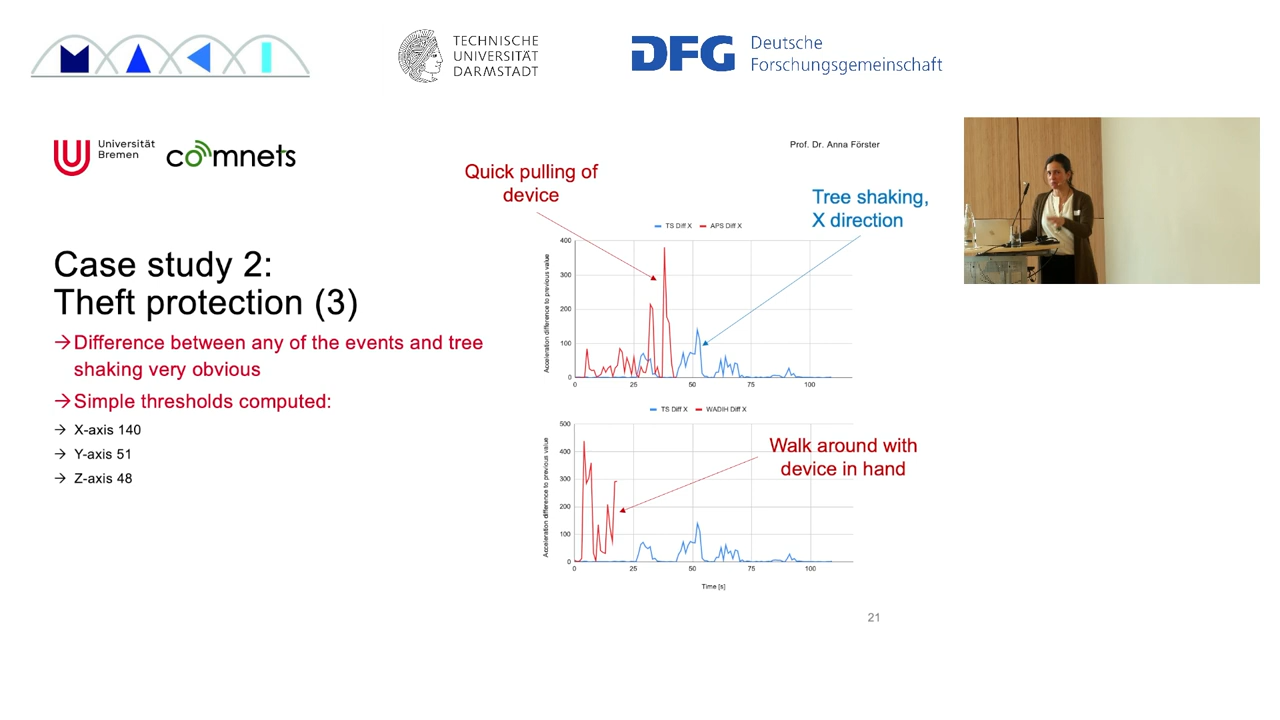 MAKI
TECHNISCHE
UNIVERSITÄT
DARMSTADT
DFG
Deutsche
Forschungsgemeinschaft
Universität
Bremen
comnets
Prof. Dr. Anna Förster
Case study 2:
Theft protection (3)
→ Difference between any of the events and tree
shaking very obvious
→ Simple thresholds computed:
→ X-axis 140
→ Y-axis 51
→ Z-axis 48
Quick pulling of
device
Tree shaking,
X direction
TS Diff X APS Diff X
Acceleration difference to previous value
400
300
200
100
0
0 25 50 75 100
TS Diff X WADIH Diff X
Walk around with
device in hand
Acceleration difference to previous value
500
400
300
200
100
0
0 25 50 75 100
Time [s]
21